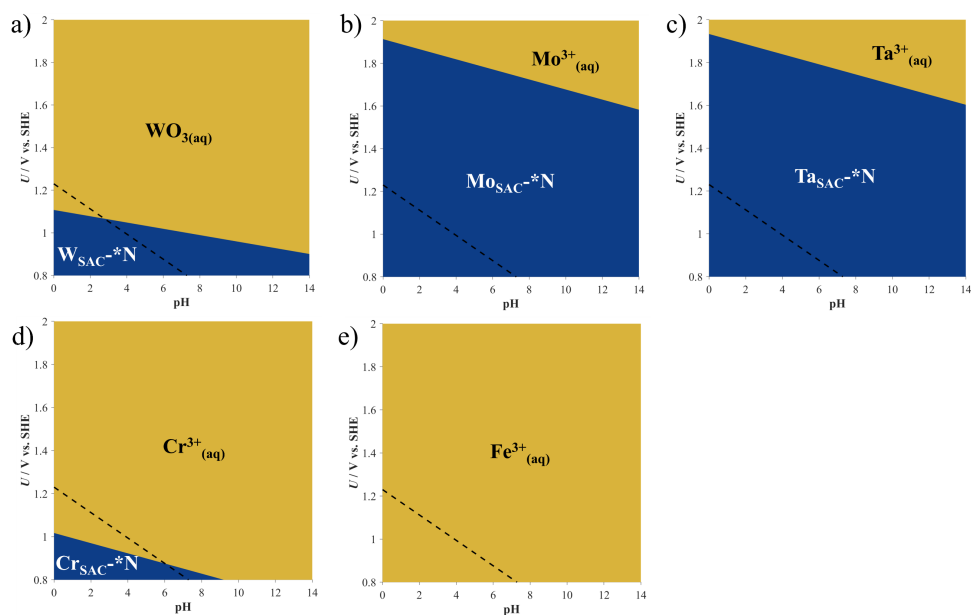 a)
2
1.8
1.6
1.4
1.2
1
0.8
U / V vs. SHE
WO3(aq)
WSAC-*N
0 2 4 6 8 10 12 14
pH
b)
2
1.8
1.6
1.4
1.2
1
0.8
U / V vs. SHE
Mo3+(aq)
MoSAC-*N
0 2 4 6 8 10 12 14
pH
c)
2
1.8
1.6
1.4
1.2
1
0.8
U / V vs. SHE
Ta3+(aq)
TaSAC-*N
0 2 4 6 8 10 12 14
pH
d)
2
1.8
1.6
1.4
1.2
1
0.8
U / V vs. SHE
Cr3+(aq)
CrSAC-*N
0 2 4 6 8 10 12 14
pH
e)
2
1.8
1.6
1.4
1.2
1
0.8
U / V vs. SHE
Fe3+(aq)
0 2 4 6 8 10 12 14
pH